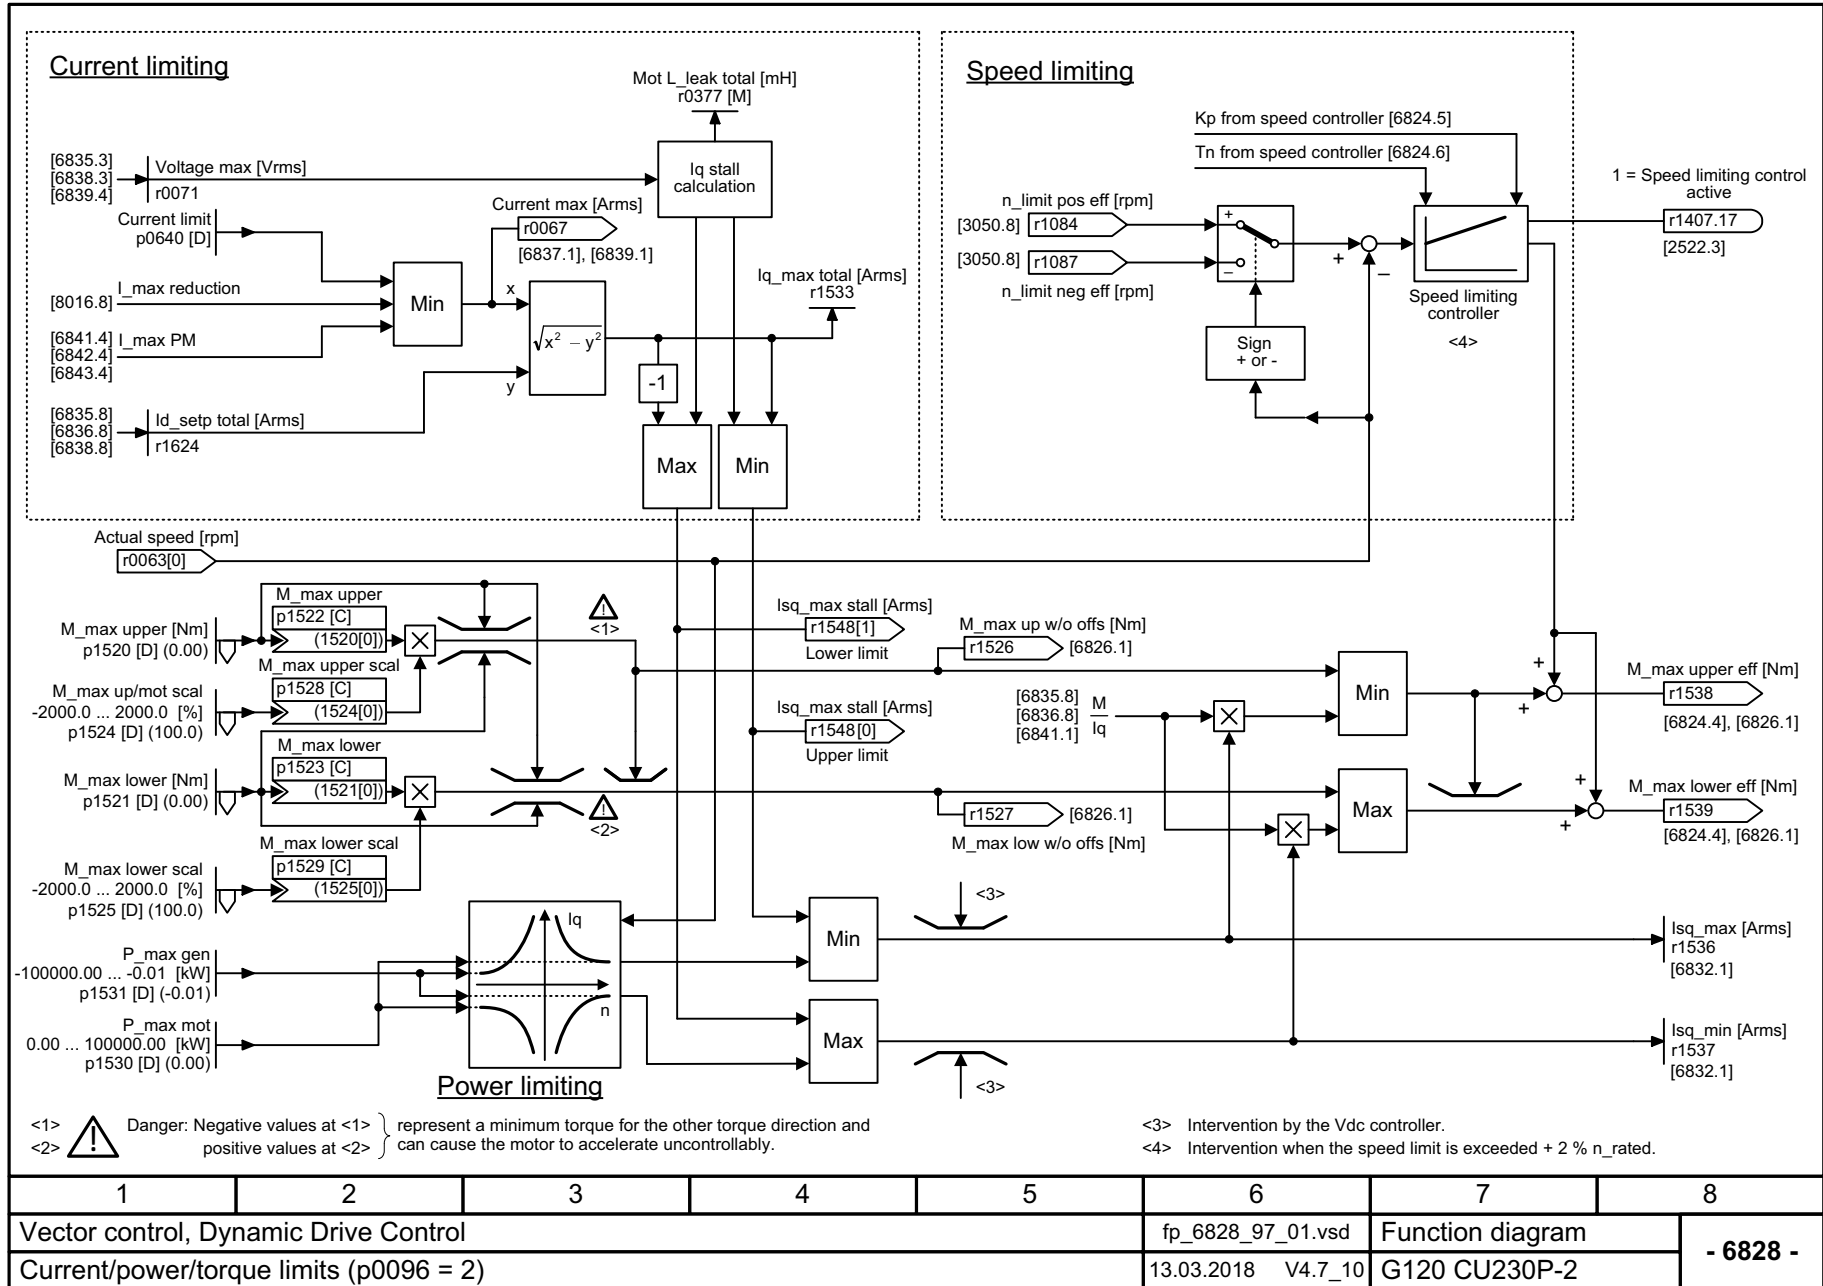 Current limiting
Mot L_leak total [mH]
r0377 [M]
[6835.3]
[6838.3]
[6839.4]
Voltage max [Vrms]
r0071
Iq stall
calculation
Current limit
p0640 [D]
Current max [Arms]
r0067
[6837.1], [6839.1]
Iq_max total [Arms]
r1533
[8016.8]
I_max reduction
Min
x
√x² – y²
y
[6841.4]
[6842.4]
[6843.4]
I_max PM
-1
[6835.8]
[6836.8]
[6838.8]
Id_setp total [Arms]
r1624
Max
Min
Speed limiting
Kp from speed controller [6824.5]
Tn from speed controller [6824.6]
1 = Speed limiting control
active
r1407.17
[2522.3]
n_limit pos eff [rpm]
[3050.8]
r1084
[3050.8]
r1087
n_limit neg eff [rpm]
+
–
+
–
Speed limiting
controller
<4>
Sign
+ or -
Actual speed [rpm]
r0063[0]
M_max upper [Nm]
p1520 [D] (0.00)
M_max upper
p1522 [C]
(1520[0])
<1>
M_max up/mot scal
-2000.0 ... 2000.0 [%]
p1524 [D] (100.0)
M_max upper scal
p1528 [C]
(1524[0])
M_max lower [Nm]
p1521 [D] (0.00)
M_max lower
p1523 [C]
(1521[0])
<2>
M_max lower scal
-2000.0 ... 2000.0 [%]
p1525 [D] (100.0)
M_max lower scal
p1529 [C]
(1525[0])
Isq_max stall [Arms]
r1548[1]
Lower limit
Isq_max stall [Arms]
r1548[0]
Upper limit
M_max up w/o offs [Nm]
r1526
[6826.1]
[6835.8]
[6836.8]
[6841.1]
M
Iq
r1527
[6826.1]
M_max low w/o offs [Nm]
Min
Max
+
+
+
+
M_max upper eff [Nm]
r1538
[6824.4], [6826.1]
M_max lower eff [Nm]
r1539
[6824.4], [6826.1]
P_max gen
-100000.00 ... -0.01 [kW]
p1531 [D] (-0.01)
P_max mot
0.00 ... 100000.00 [kW]
p1530 [D] (0.00)
Iq
n
Power limiting
Min
Max
<3>
<3>
Isq_max [Arms]
r1536
[6832.1]
Isq_min [Arms]
r1537
[6832.1]
<1>
<2>
Danger: Negative values at <1>
positive values at <2>
represent a minimum torque for the other torque direction and
can cause the motor to accelerate uncontrollably.
<3> Intervention by the Vdc controller.
<4> Intervention when the speed limit is exceeded + 2 % n_rated.
1 2 3 4 5 6 7 8
Vector control, Dynamic Drive Control
fp_6828_97_01.vsd
Function diagram
- 6828 -
Current/power/torque limits (p0096 = 2)
13.03.2018 V4.7_10
G120 CU230P-2